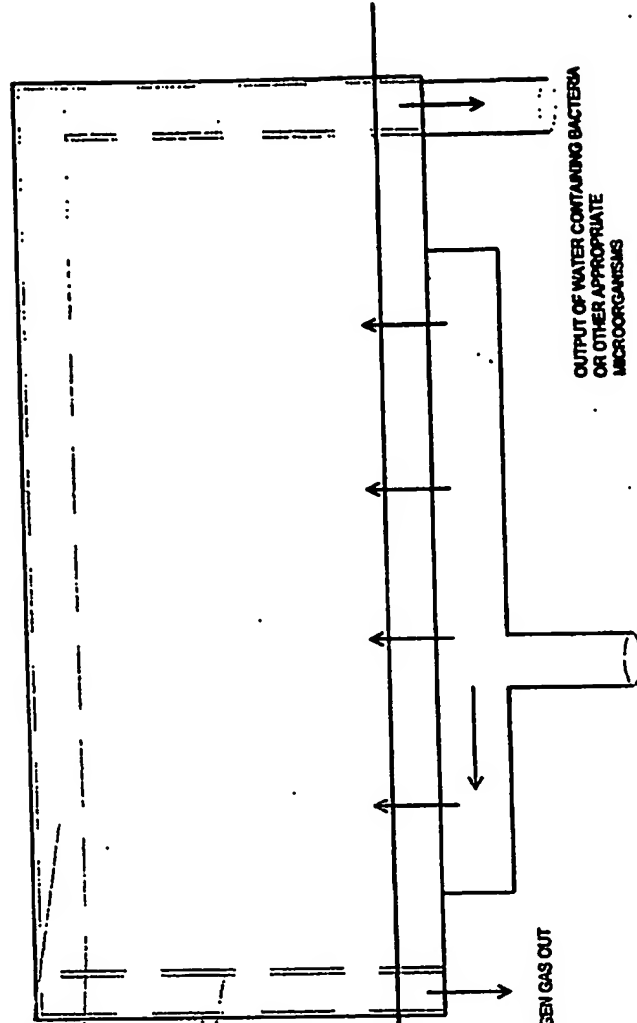 OUTPUT OF WATER CONTAINING BACTERIA
OR OTHER APPROPRIATE
MICROORGANISMS
GEN GAS OUT